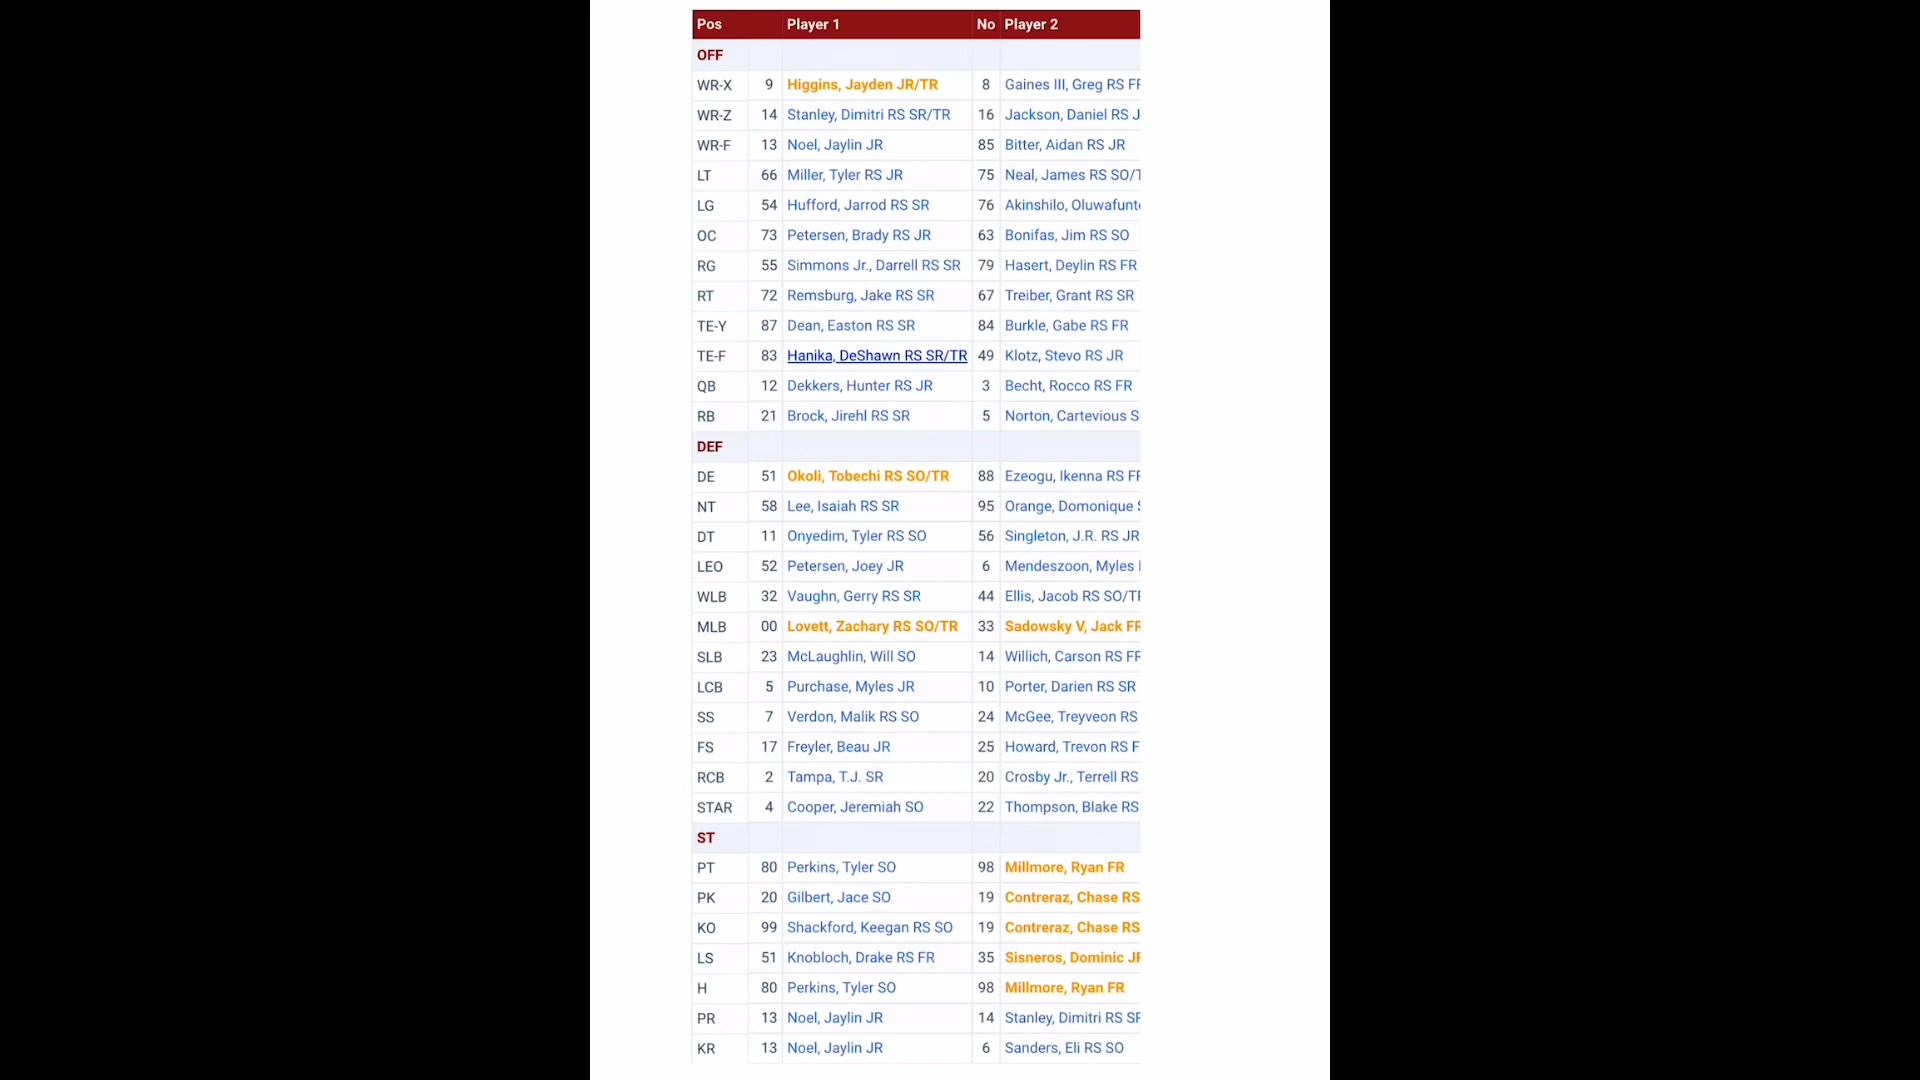 Pos Player 1 No Player 2
OFF
WR-X 9 Higgins, Jayden JR/TR 8 Gaines III, Greg RS FR
WR-Z 14 Stanley, Dimitri RS SR/TR 16 Jackson, Daniel RS J
WR-F 13 Noel, Jaylin JR 85 Bitter, Aidan RS JR
LT 66 Miller, Tyler RS JR 75 Neal, James RS SO/T
LG 54 Hufford, Jarrod RS SR 76 Akinshilo, Oluwafunt
OC 73 Petersen, Brady RS JR 63 Bonifas, Jim RS SO
RG 55 Simmons Jr., Darrell RS SR 79 Hasert, Deylin RS FR
RT 72 Remsburg, Jake RS SR 67 Treiber, Grant RS SR
TE-Y 87 Dean, Easton RS SR 84 Burkle, Gabe RS FR
TE-F 83 Hanika, DeShawn RS SR/TR 49 Klotz, Stevo RS JR
QB 12 Dekkers, Hunter RS JR 3 Becht, Rocco RS FR
RB 21 Brock, Jirehl RS SR 5 Norton, Cartevious S
DEF
DE 51 Okoli, Tobechi RS SO/TR 88 Ezeogu, Ikenna RS FR
NT 58 Lee, Isaiah RS SR 95 Orange, Domonique S
DT 11 Onyedim, Tyler RS SO 56 Singleton, J.R. RS JR
LEO 52 Petersen, Joey JR 6 Mendeszoon, Myles
WLB 32 Vaughn, Gerry RS SR 44 Ellis, Jacob RS SO/TR
MLB 00 Lovett, Zachary RS SO/TR 33 Sadowsky V, Jack FR
SLB 23 McLaughlin, Will SO 14 Willich, Carson RS FR
LCB 5 Purchase, Myles JR 10 Porter, Darien RS SR
SS 7 Verdon, Malik RS SO 24 McGee, Treyveon RS
FS 17 Freyler, Beau JR 25 Howard, Trevon RS F
RCB 2 Tampa, T.J. SR 20 Crosby Jr., Terrell RS
STAR 4 Cooper, Jeremiah SO 22 Thompson, Blake RS
ST
PT 80 Perkins, Tyler SO 98 Millmore, Ryan FR
PK 20 Gilbert, Jace SO 19 Contreraz, Chase RS
KO 99 Shackford, Keegan RS SO 19 Contreraz, Chase RS
LS 51 Knobloch, Drake RS FR 35 Sisneros, Dominic JR
H 80 Perkins, Tyler SO 98 Millmore, Ryan FR
PR 13 Noel, Jaylin JR 14 Stanley, Dimitri RS SR
KR 13 Noel, Jaylin JR 6 Sanders, Eli RS SO